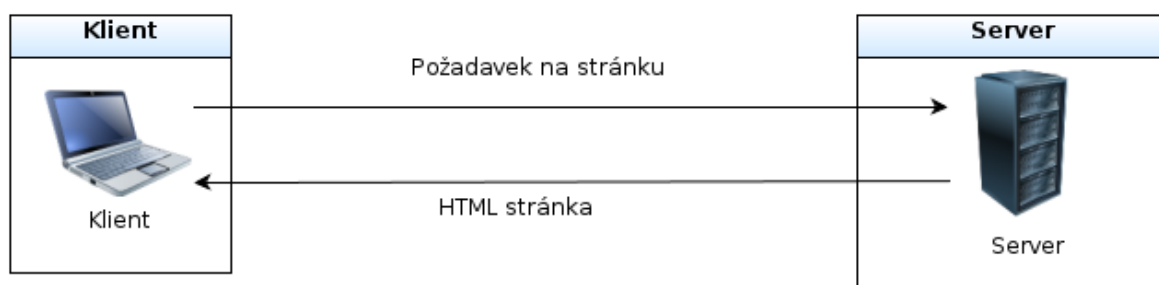 Klient
Server
Požadavek na stránku
HTML stránka
Klient
Server